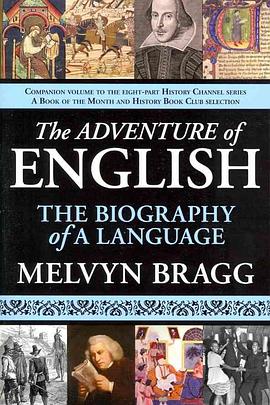 COMPANION VOLUME TO THE EIGHT-PART HISTORY CHANNEL SERIES
A BOOK OF THE MONTH AND HISTORY BOOK CLUB SELECTION
The ADVENTURE of
ENGLISH
THE BIOGRAPHY
of A LANGUAGE
MELVYN BRAGG